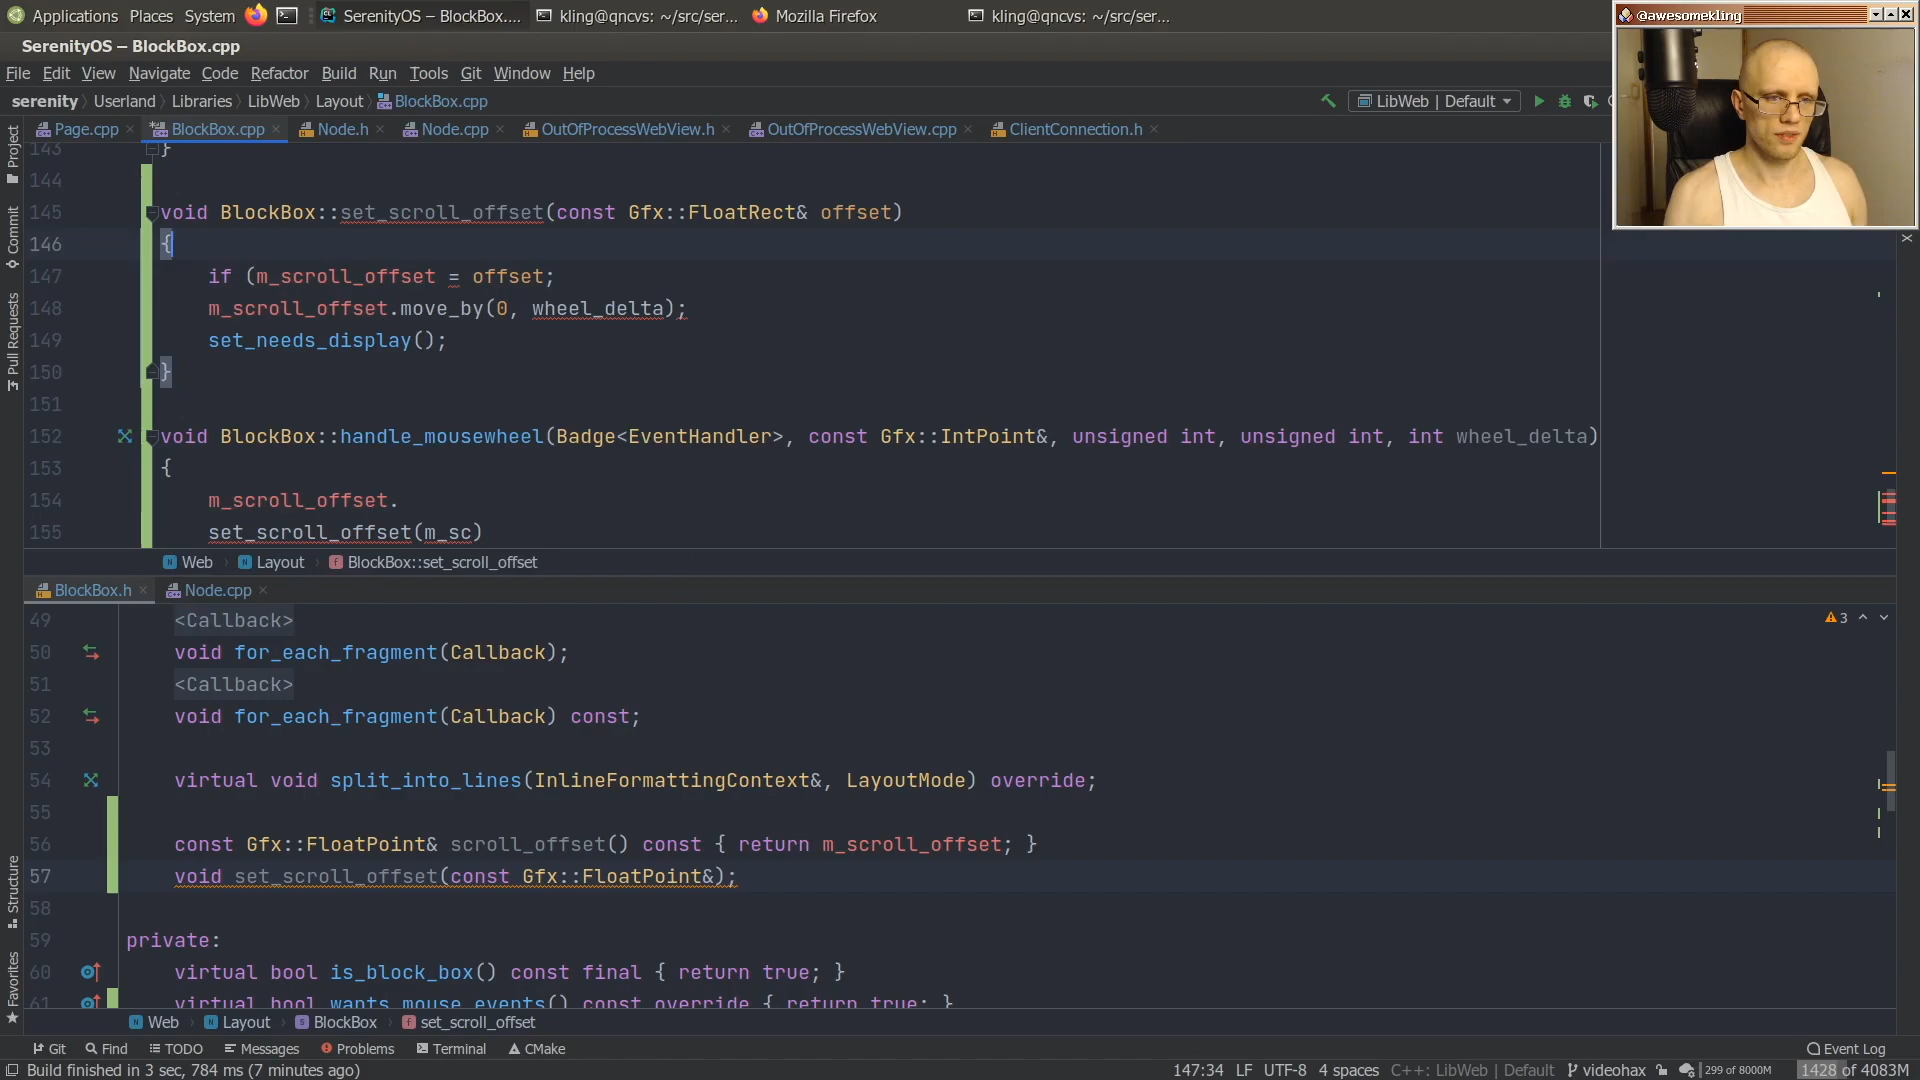 Applications Places System SerenityOS – BlockBox.... kling@qncvs: ~/src/ser... Mozilla Firefox kling@qncvs: ~/src/ser...
@awesomekling
SerenityOS – BlockBox.cpp
File Edit View Navigate Code Refactor Build Run Tools Git Window Help
serenity Userland Libraries LibWeb Layout BlockBox.cpp LibWeb | Default
Page.cpp BlockBox.cpp Node.h Node.cpp OutOfProcessWebView.h OutOfProcessWebView.cpp ClientConnection.h
Project
Commit
Pull Requests
Structure
Favorites
143 }
144
145 void BlockBox::set_scroll_offset(const Gfx::FloatRect& offset)
146 {
147 if (m_scroll_offset = offset;
148 m_scroll_offset.move_by(0, wheel_delta);
149 set_needs_display();
150 }
151
152 void BlockBox::handle_mousewheel(Badge<EventHandler>, const Gfx::IntPoint&, unsigned int, unsigned int, int wheel_delta)
153 {
154 m_scroll_offset.
155 set_scroll_offset(m_sc)
Web Layout BlockBox::set_scroll_offset
BlockBox.h Node.cpp
49 <Callback>
3
50 void for_each_fragment(Callback);
51 <Callback>
52 void for_each_fragment(Callback) const;
53
54 virtual void split_into_lines(InlineFormattingContext&, LayoutMode) override;
55
56 const Gfx::FloatPoint& scroll_offset() const { return m_scroll_offset; }
57 void set_scroll_offset(const Gfx::FloatPoint&);
58
59 private:
60 virtual bool is_block_box() const final { return true; }
61 virtual bool wants_mouse_events() const override { return true; }
Web Layout BlockBox set_scroll_offset
Git Find TODO Messages Problems Terminal CMake Event Log
Build finished in 3 sec, 784 ms (7 minutes ago) 147:34 LF UTF-8 4 spaces C++: LibWeb | Default videohax 299 of 8000M 1428 of 4083M